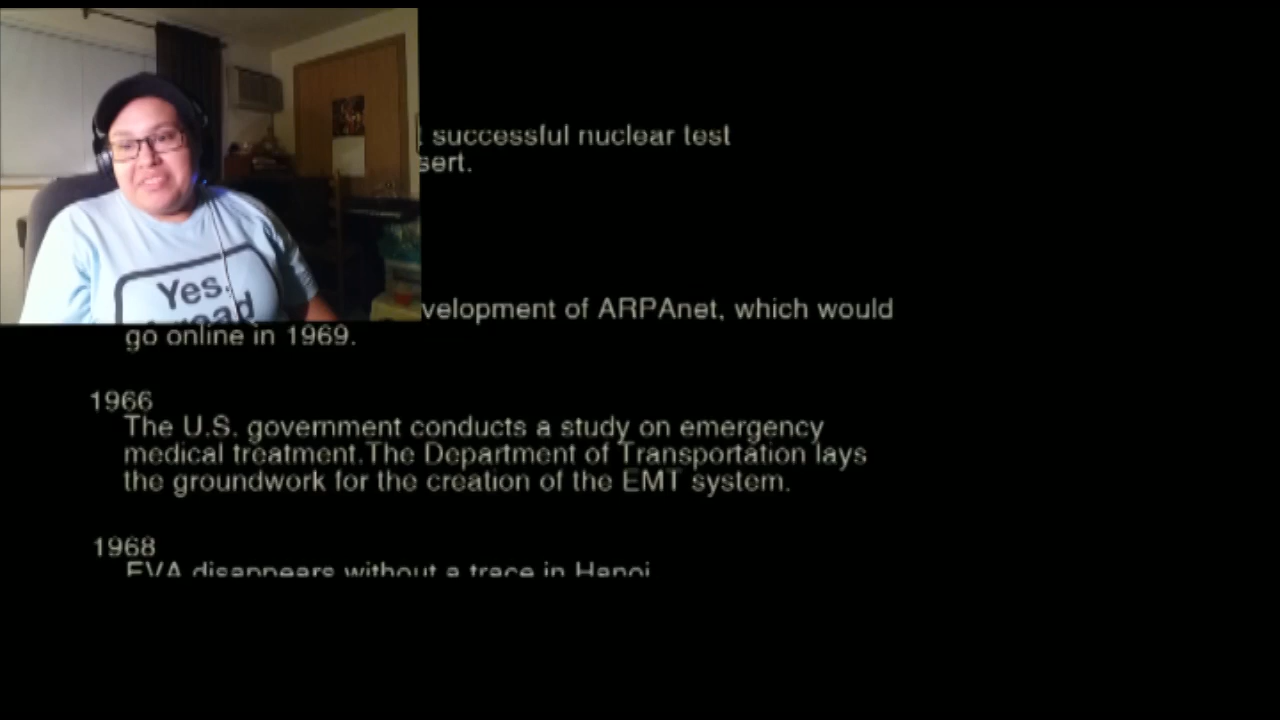 successful nuclear test
sert.
velopment of ARPAnet, which would
go online in 1969.
1966
The U.S. government conducts a study on emergency
medical treatment.The Department of Transportation lays
the groundwork for the creation of the EMT system.
1968
EVA disappears without a trace in Hanoi
Yes,